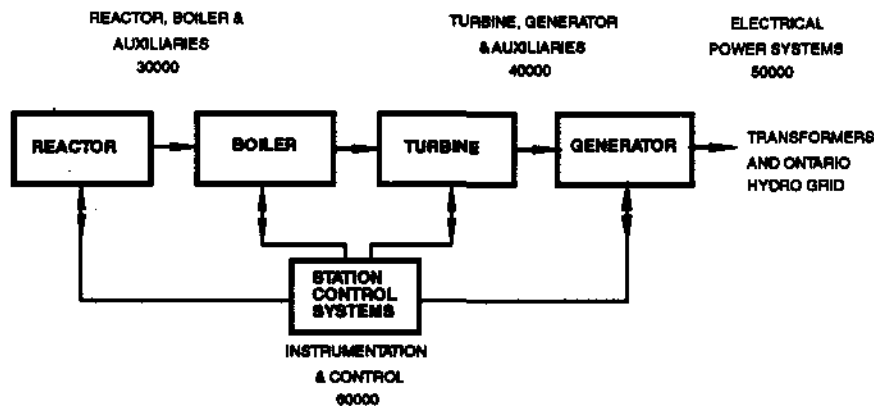 REACTOR, BOILER &
AUXILIARIES
30000
TURBINE, GENERATOR
& AUXILIARIES
40000
ELECTRICAL
POWER SYSTEMS
50000
REACTOR
BOILER
TURBINE
GENERATOR
TRANSFORMERS
AND ONTARIO
HYDRO GRID
STATION
CONTROL
SYSTEMS
INSTRUMENTATION
& CONTROL
60000